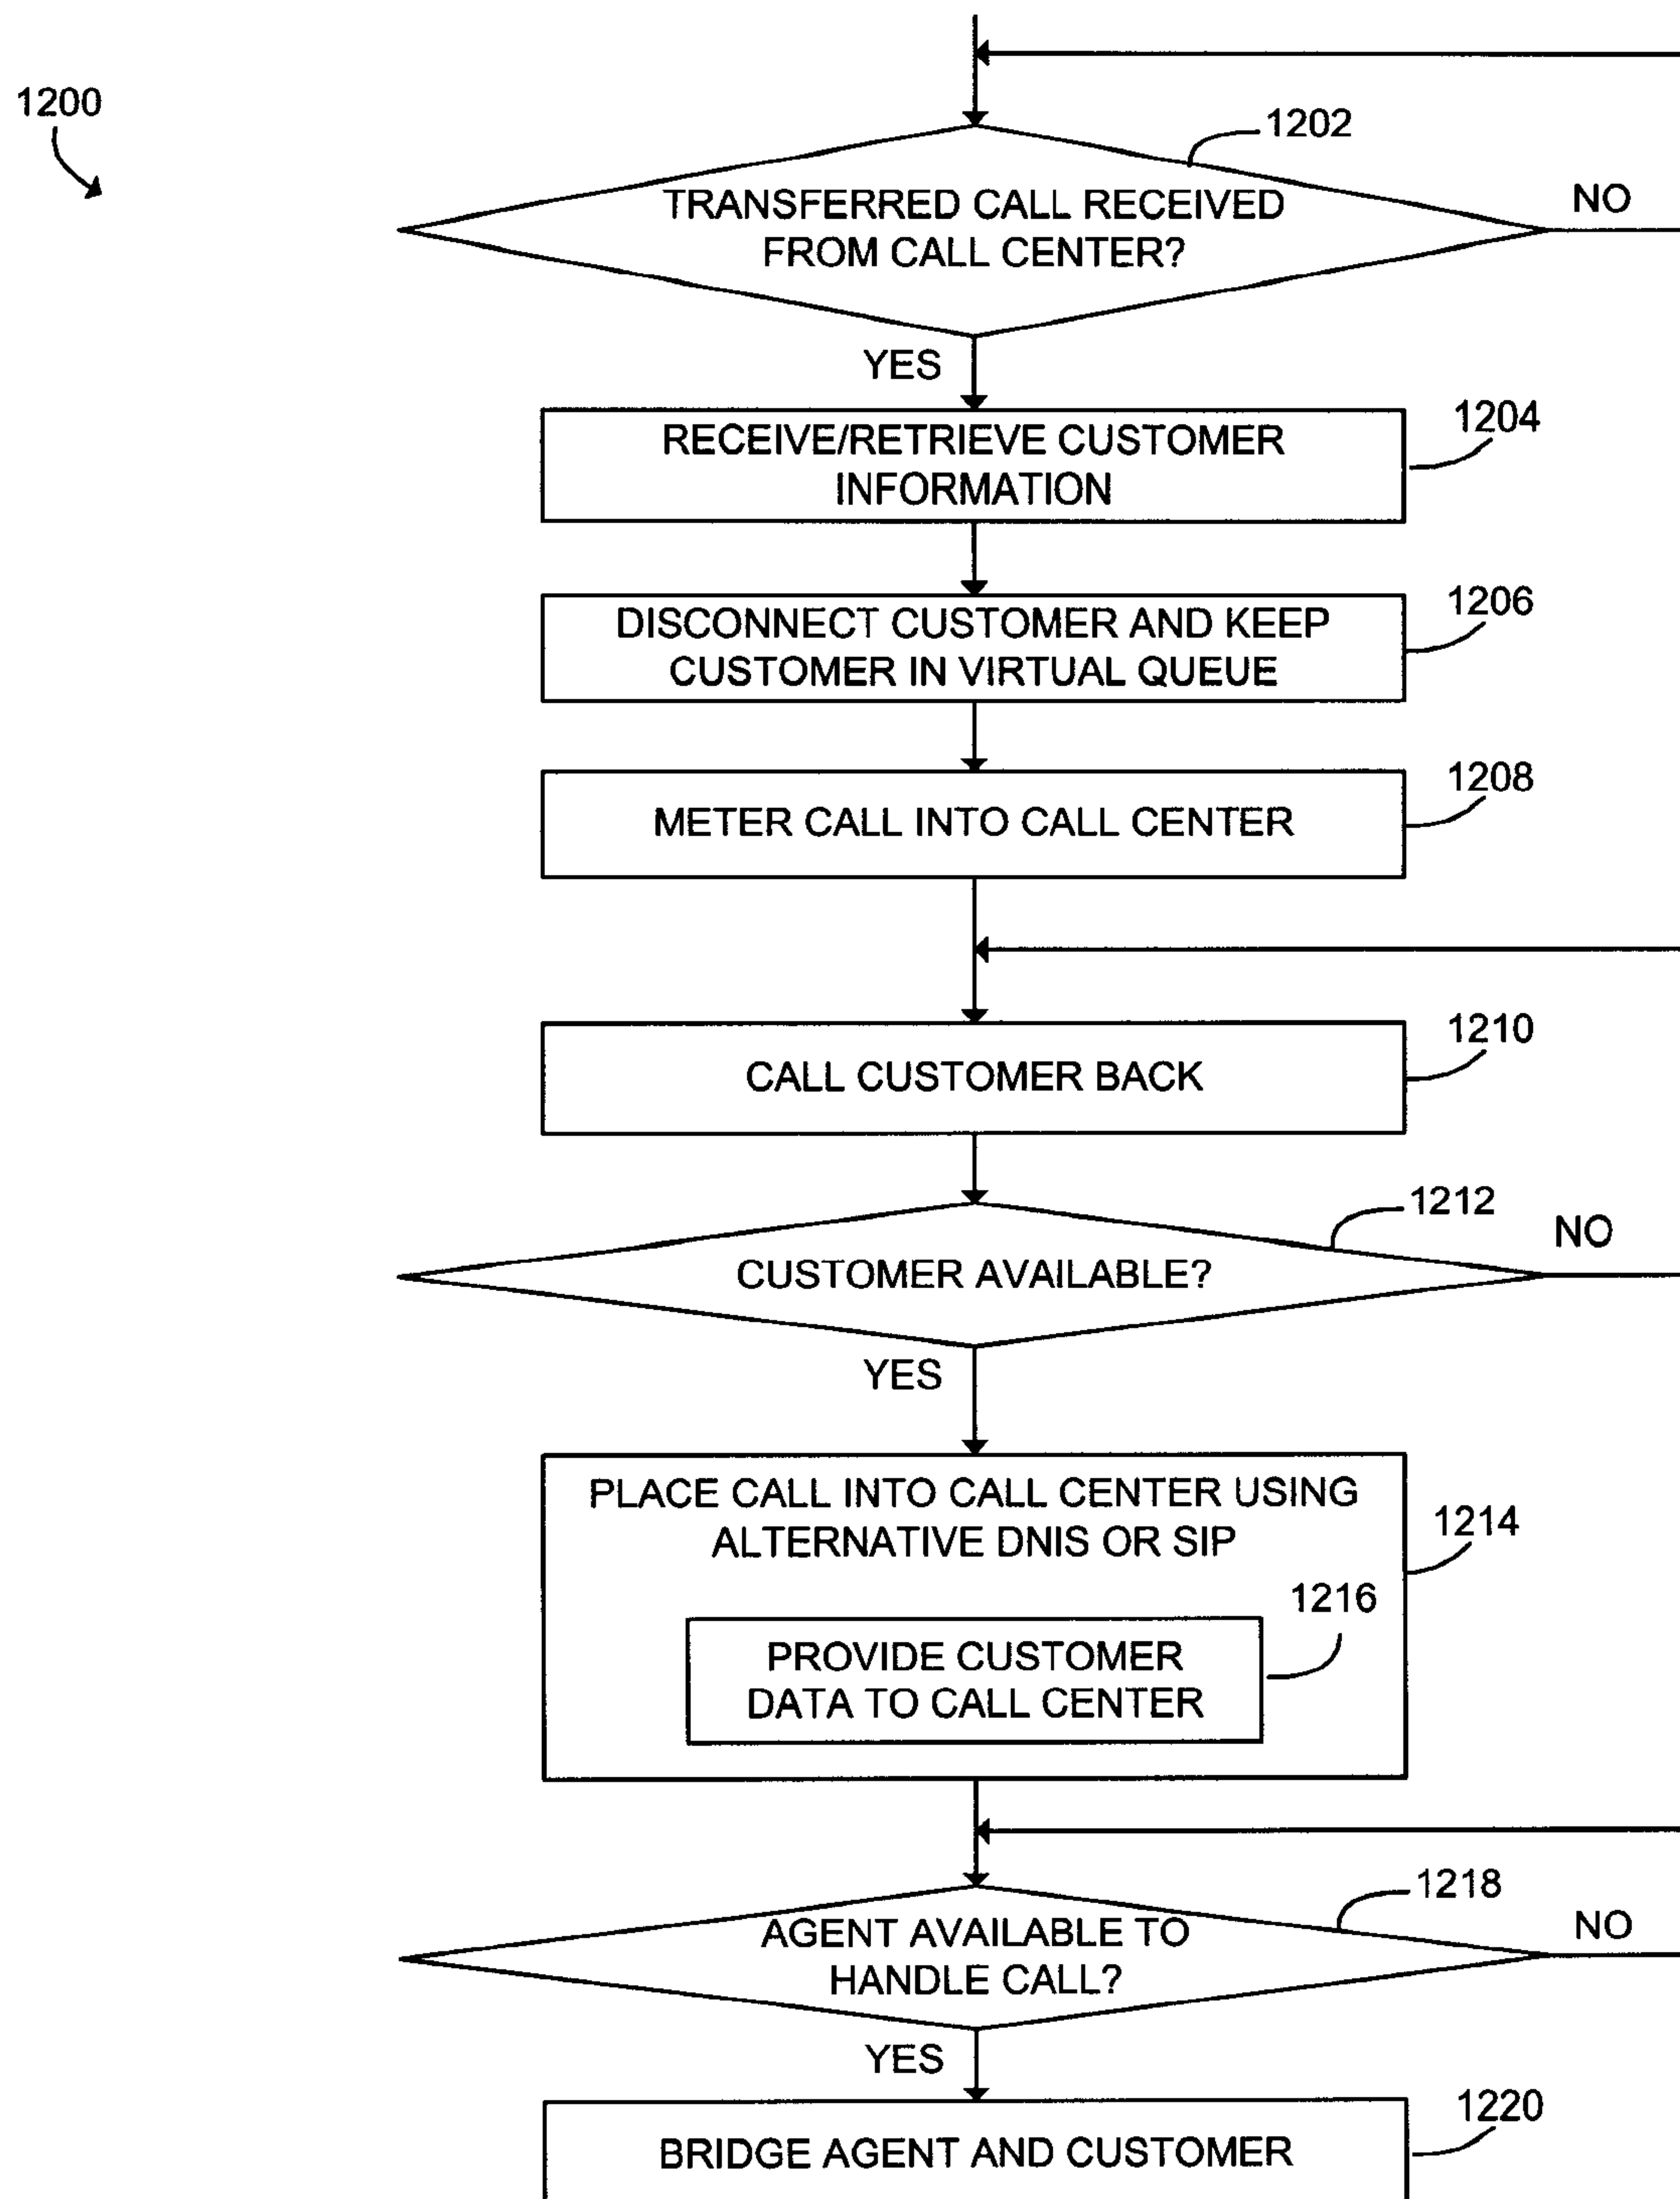 1200
1202
TRANSFERRED CALL RECEIVED
FROM CALL CENTER?
NO
YES
RECEIVE/RETRIEVE CUSTOMER
INFORMATION
1204
DISCONNECT CUSTOMER AND KEEP
CUSTOMER IN VIRTUAL QUEUE
1206
METER CALL INTO CALL CENTER
1208
CALL CUSTOMER BACK
1210
1212
CUSTOMER AVAILABLE?
NO
YES
PLACE CALL INTO CALL CENTER USING
ALTERNATIVE DNIS OR SIP
1214
1216
PROVIDE CUSTOMER
DATA TO CALL CENTER
1218
AGENT AVAILABLE TO
HANDLE CALL?
NO
YES
BRIDGE AGENT AND CUSTOMER
1220